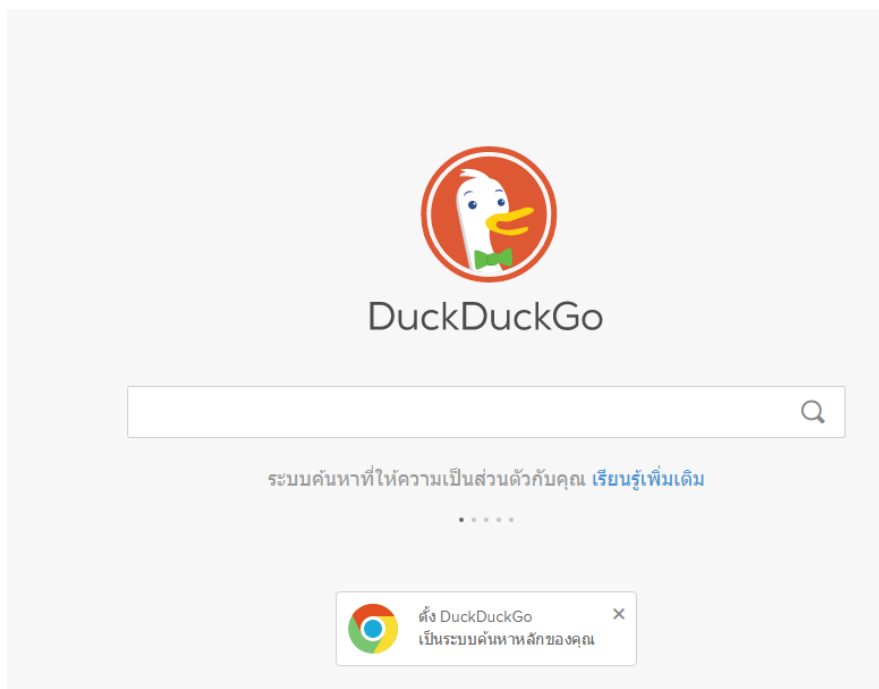 DuckDuckGo
ระบบค้นหาที่ให้ความเป็นส่วนตัวกับคุณ เรียนรู้เพิ่มเติม
ตั้ง DuckDuckGo
เป็นระบบค้นหาหลักของคุณ